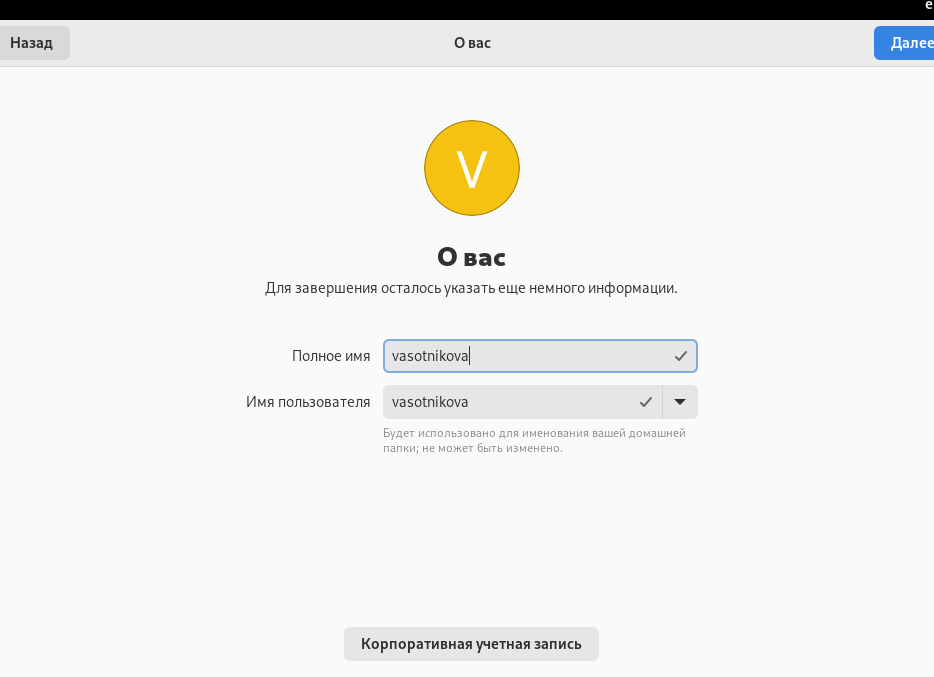 Назад
О вас
Далее
V
О вас
Для завершения осталось указать еще немного информации.
Полное имя vasotnikova
Имя пользователя vasotnikova
Будет использовано для именования вашей домашней
папки; не может быть изменено.
Корпоративная учетная запись